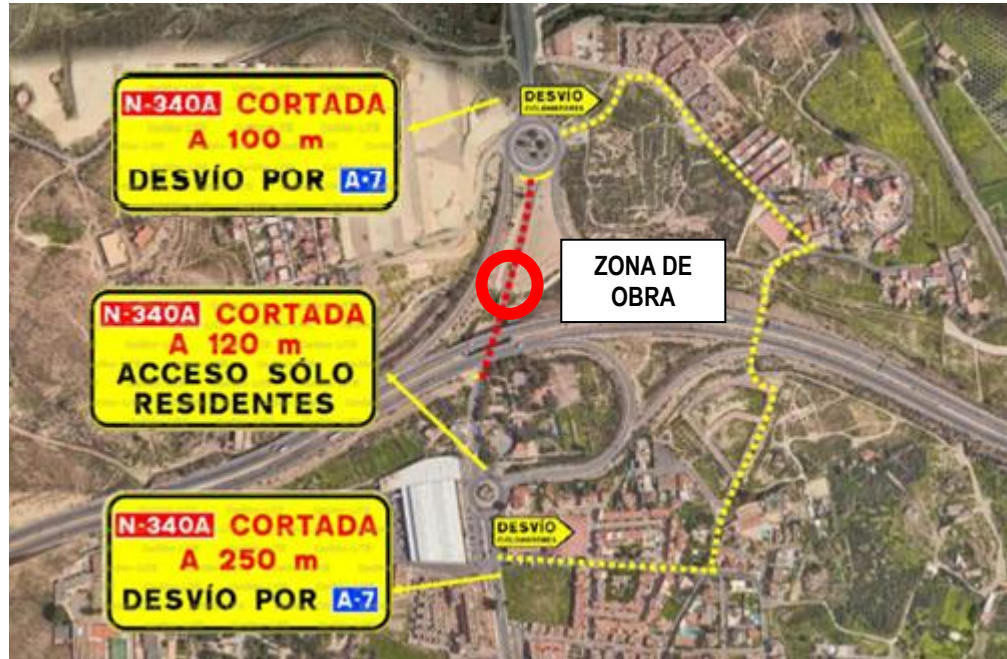 N-340A CORTADA
A 100 m
DESVÍO POR A-7
DESVÍO
ZONA DE
OBRA
N-340A CORTADA
A 120 m
ACCESO SÓLO
RESIDENTES
N-340A CORTADA
A 250 m
DESVÍO POR A-7
DESVÍO